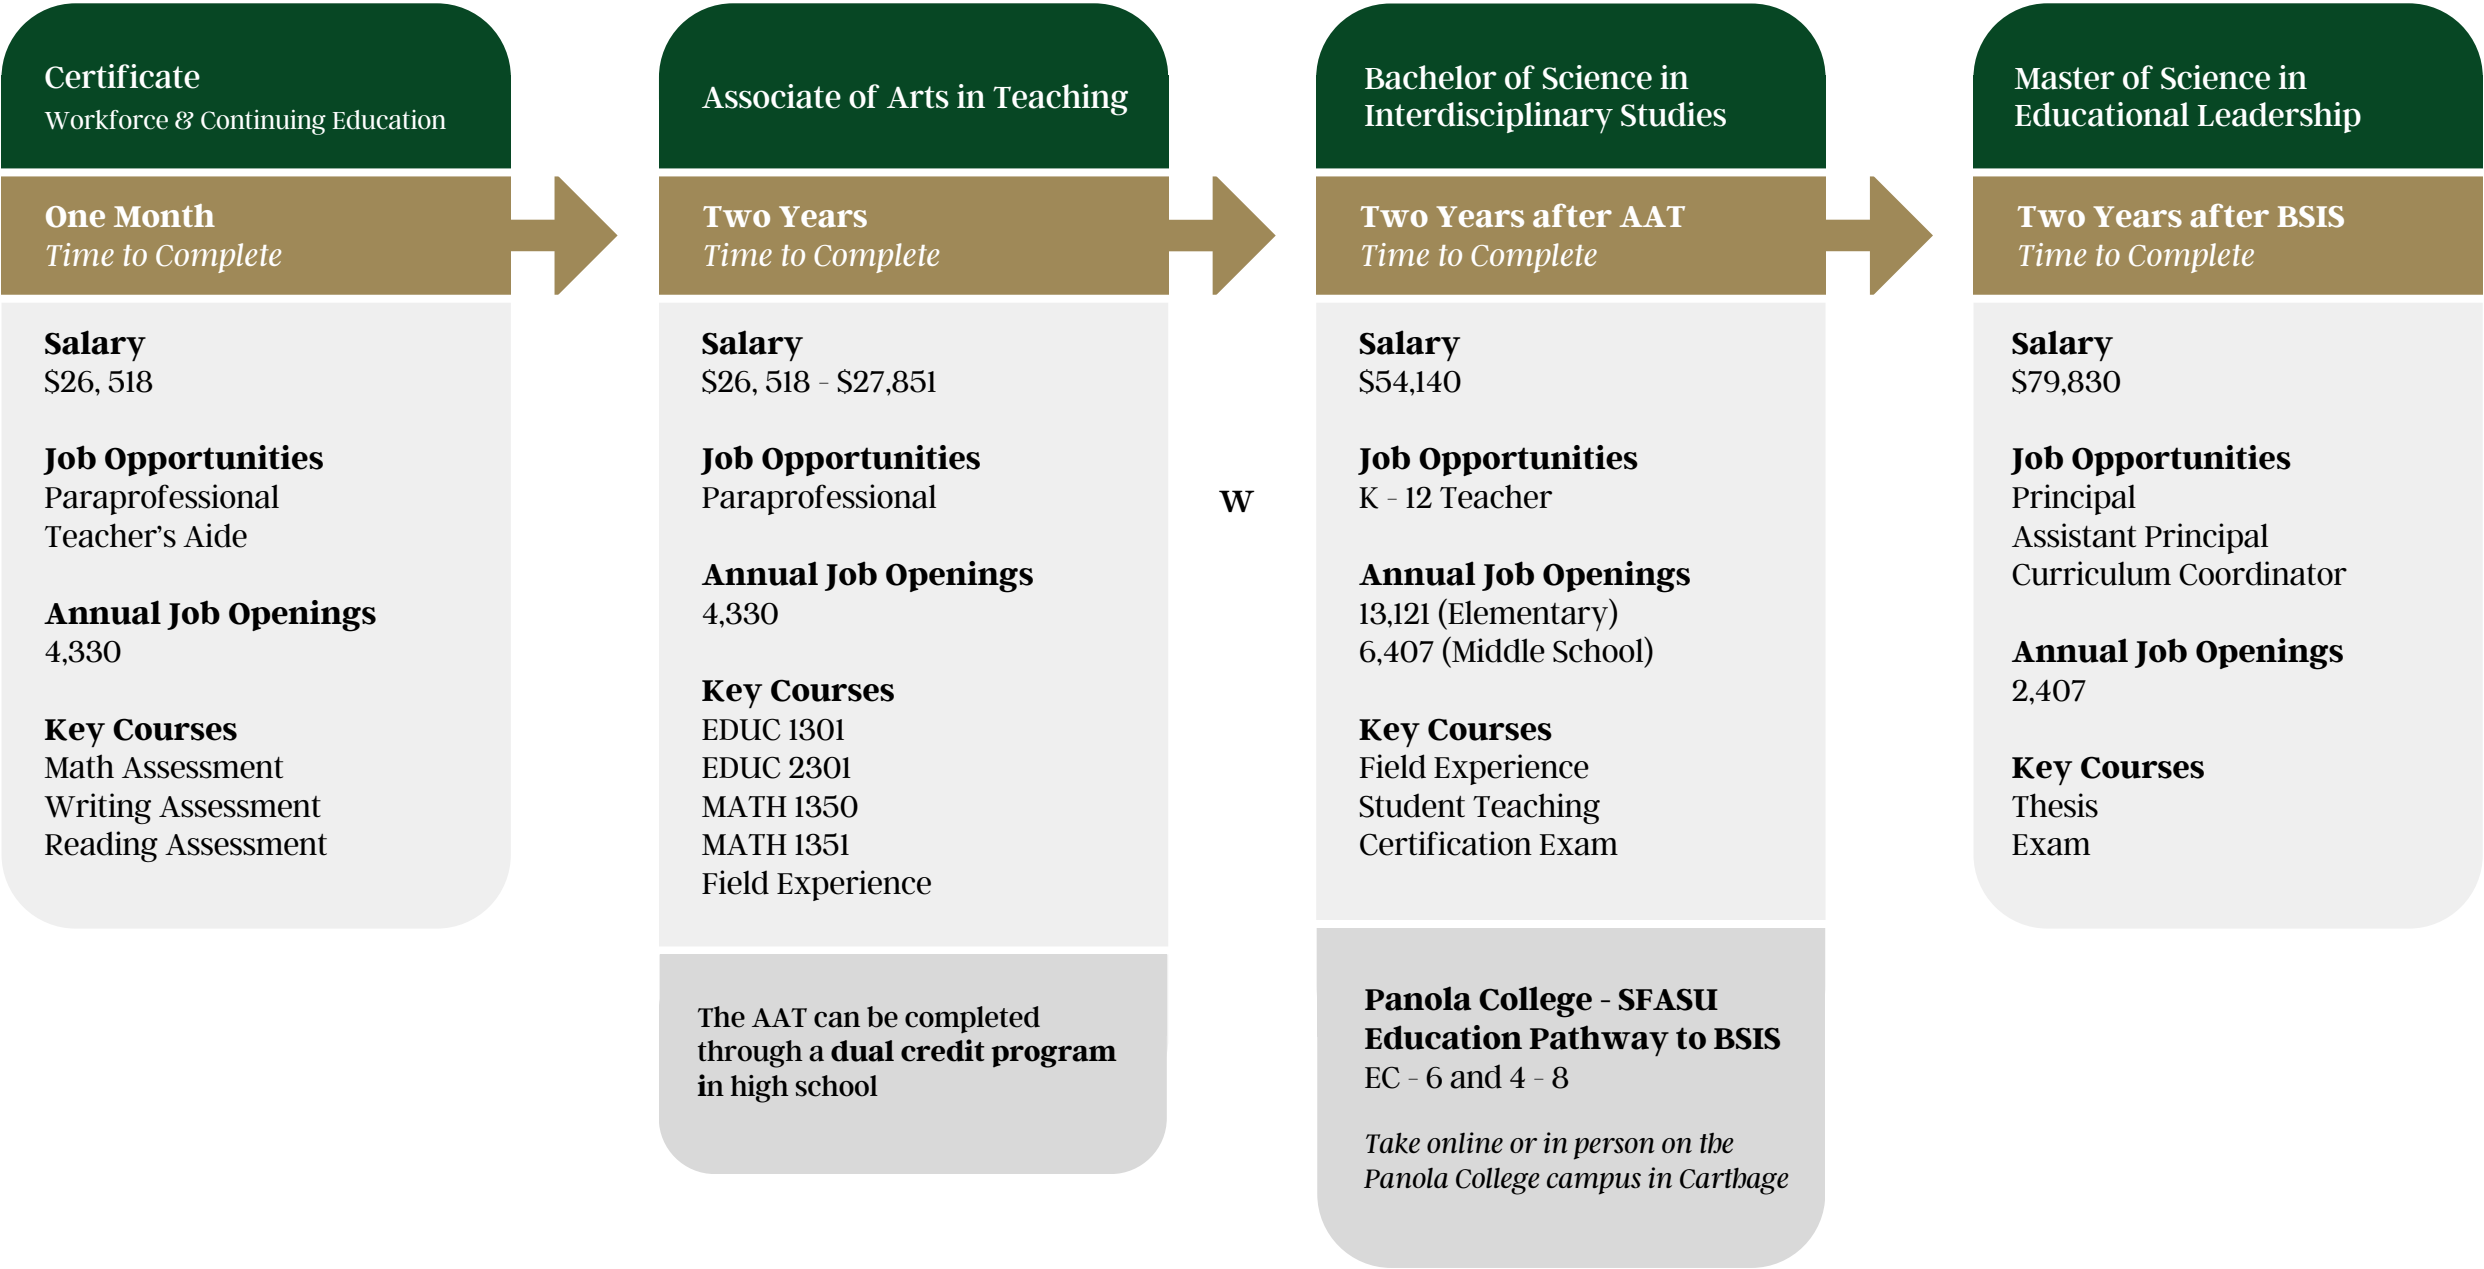 Certificate
Workforce & Continuing Education
One Month
Time to Complete
Salary
$26, 518
Job Opportunities
Paraprofessional
Teacher's Aide
Annual Job Openings
4,330
Key Courses
Math Assessment
Writing Assessment
Reading Assessment
Associate of Arts in Teaching
Two Years
Time to Complete
Salary
$26, 518 - $27,851
Job Opportunities
Paraprofessional
Annual Job Openings
4,330
Key Courses
EDUC 1301
EDUC 2301
MATH 1350
MATH 1351
Field Experience
The AAT can be completed
through a dual credit program
in high school
W
Bachelor of Science in
Interdisciplinary Studies
Two Years after AAT
Time to Complete
Salary
$54,140
Job Opportunities
K - 12 Teacher
Annual Job Openings
13,121 (Elementary)
6,407 (Middle School)
Key Courses
Field Experience
Student Teaching
Certification Exam
Panola College - SFASU
Education Pathway to BSIS
EC - 6 and 4 - 8
Take online or in person on the
Panola College campus in Carthage
Master of Science in
Educational Leadership
Two Years after BSIS
Time to Complete
Salary
$79,830
Job Opportunities
Principal
Assistant Principal
Curriculum Coordinator
Annual Job Openings
2,407
Key Courses
Thesis
Exam